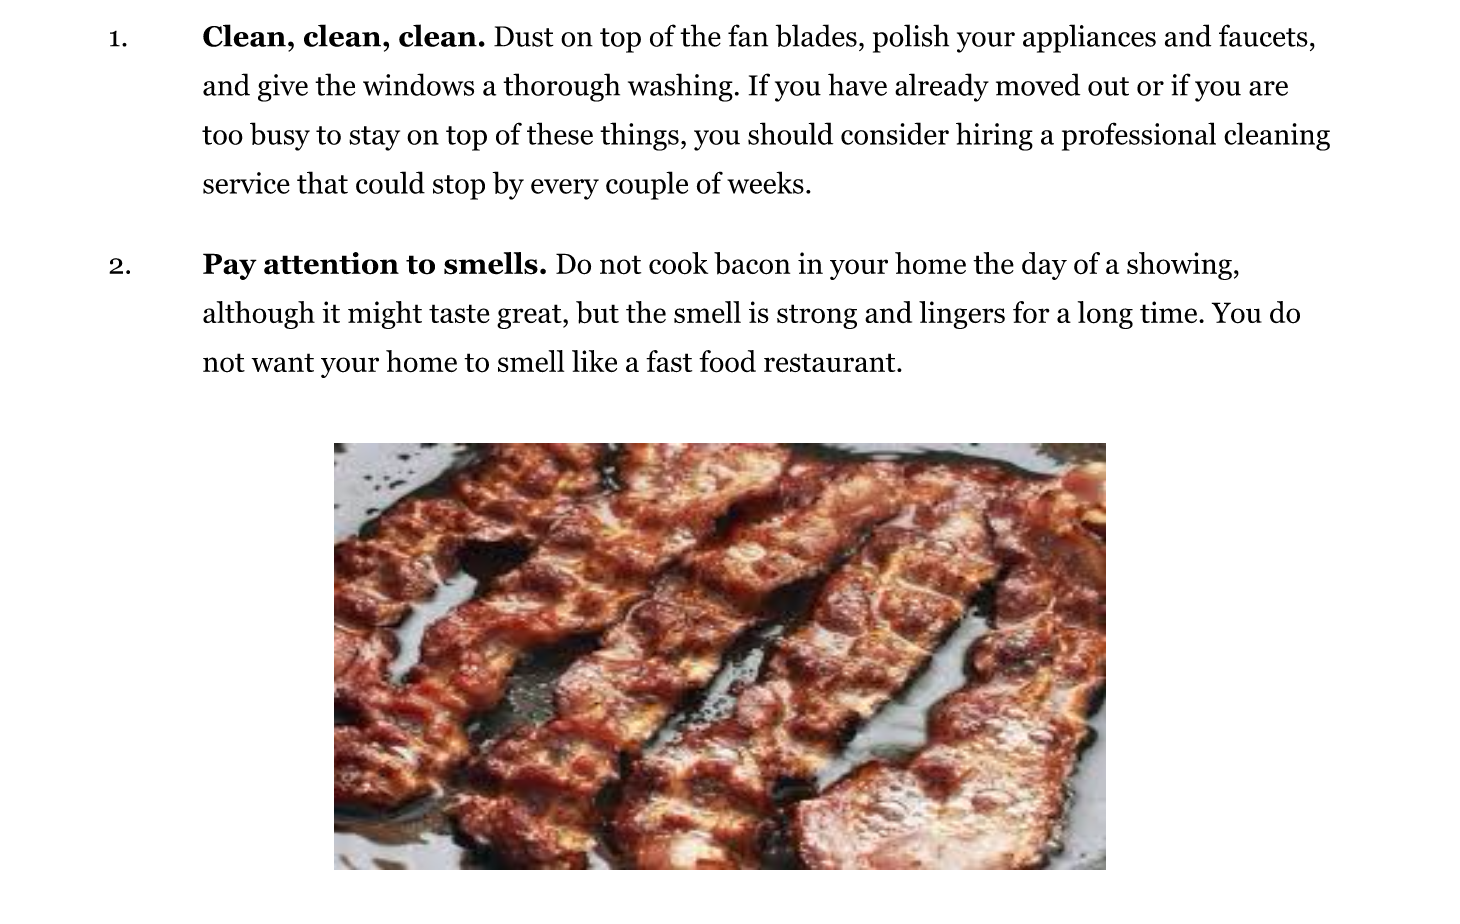 1. Clean, clean, clean. Dust on top of the fan blades, polish your appliances and faucets,
and give the windows a thorough washing. If you have already moved out or if you are
too busy to stay on top of these things, you should consider hiring a professional cleaning
service that could stop by every couple of weeks.
2. Pay attention to smells. Do not cook bacon in your home the day of a showing,
although it might taste great, but the smell is strong and lingers for a long time. You do
not want your home to smell like a fast food restaurant.